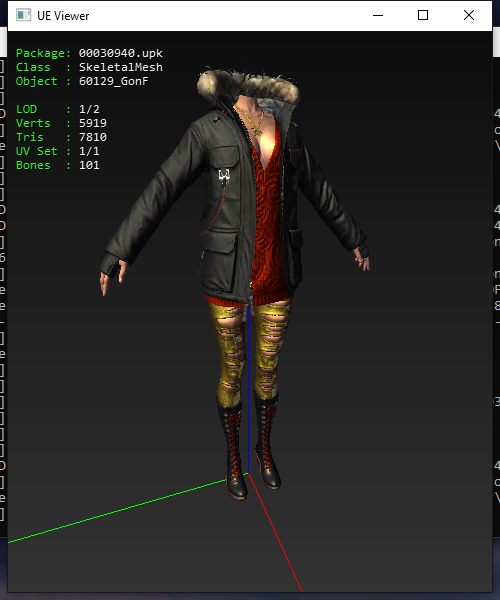 UE Viewer
Package: 00030940.upk
Class : SkeletalMesh
Object : 60129_GonF
LOD : 1/2
Verts : 5919
Tris : 7810
UV Set : 1/1
Bones : 101